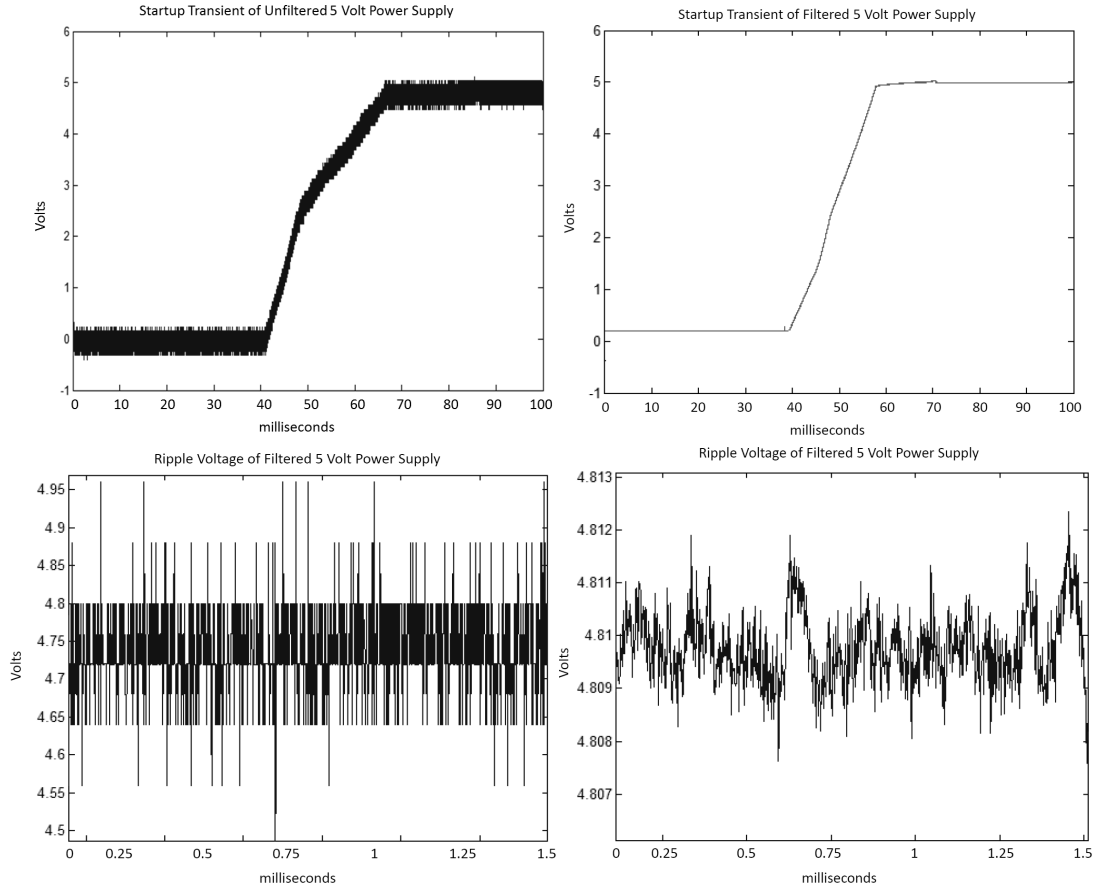 Startup Transient of Unfiltered 5 Volt Power Supply
6
5
4
3
2
1
0
-1
Volts
0 10 20 30 40 50 60 70 80 90 100
milliseconds
Startup Transient of Filtered 5 Volt Power Supply
6
5
4
3
2
1
0
-1
Volts
0 10 20 30 40 50 60 70 80 90 100
milliseconds
Ripple Voltage of Filtered 5 Volt Power Supply
4.95
4.9
4.85
4.8
4.75
4.7
4.65
4.6
4.55
4.5
Volts
0 0.25 0.5 0.75 1 1.25 1.5
milliseconds
Ripple Voltage of Filtered 5 Volt Power Supply
4.813
4.812
4.811
4.81
4.809
4.808
4.807
Volts
0 0.25 0.5 0.75 1 1.25 1.5
milliseconds